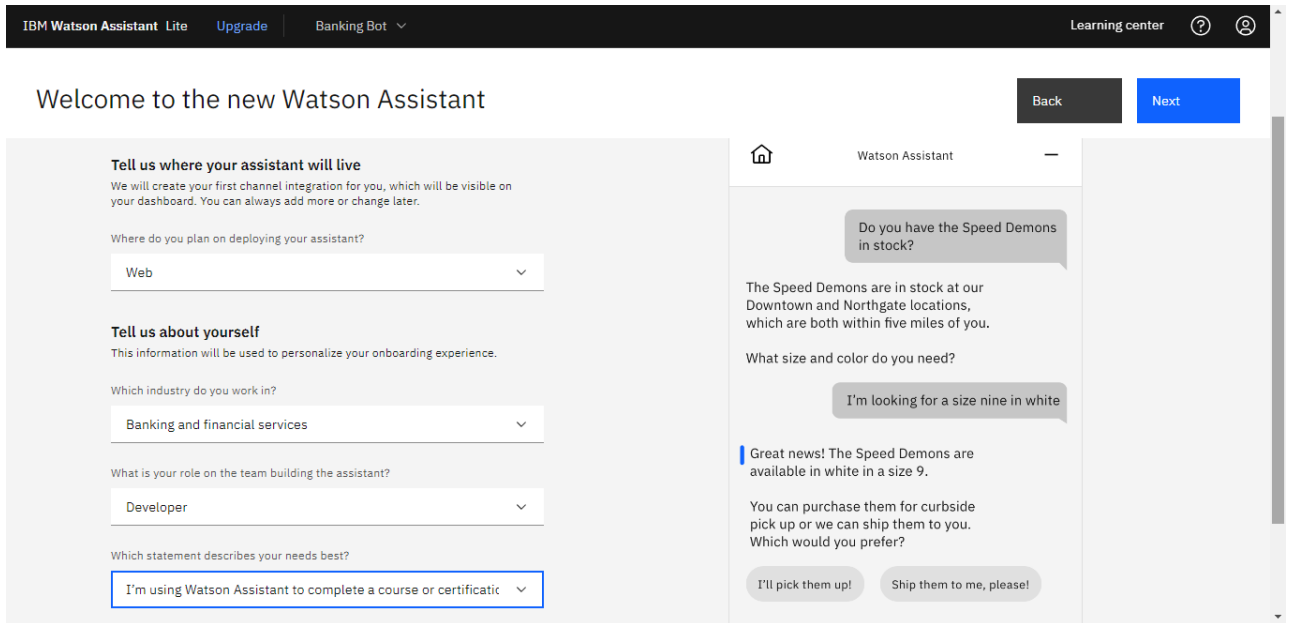 IBM Watson Assistant Lite Upgrade Banking Bot Learning center
Welcome to the new Watson Assistant
Back
Next
Tell us where your assistant will live
We will create your first channel integration for you, which will be visible on
your dashboard. You can always add more or change later.
Where do you plan on deploying your assistant?
Web
Tell us about yourself
This information will be used to personalize your onboarding experience.
Which industry do you work in?
Banking and financial services
What is your role on the team building the assistant?
Developer
Which statement describes your needs best?
I'm using Watson Assistant to complete a course or certificatic
Watson Assistant
Do you have the Speed Demons
in stock?
The Speed Demons are in stock at our
Downtown and Northgate locations,
which are both within five miles of you.
What size and color do you need?
I'm looking for a size nine in white
Great news! The Speed Demons are
available in white in a size 9.
You can purchase them for curbside
pick up or we can ship them to you.
Which would you prefer?
I'll pick them up!
Ship them to me, please!